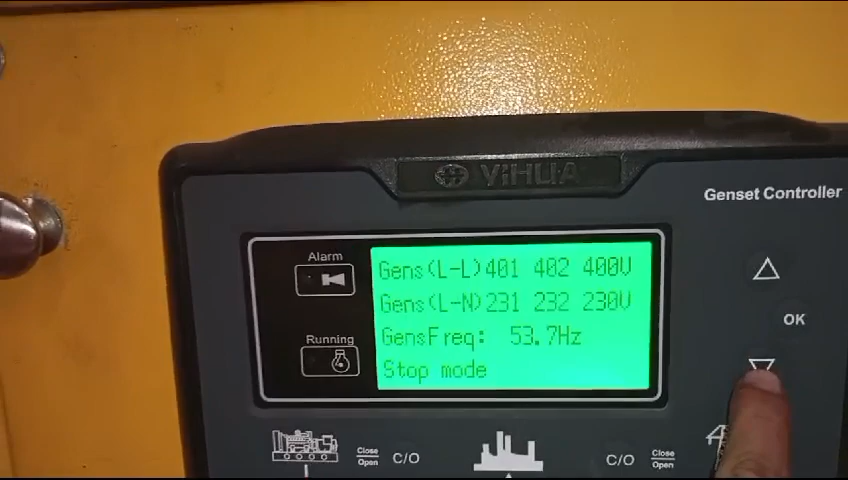 YiHUA
Genset Controller
Alarm
Gens(L-L)401 402 400V
Gens(L-N)231 232 230V
OK
Running
GensFreq: 53.7Hz
Stop mode
Close
Open
C/O
C/O
Close
Open